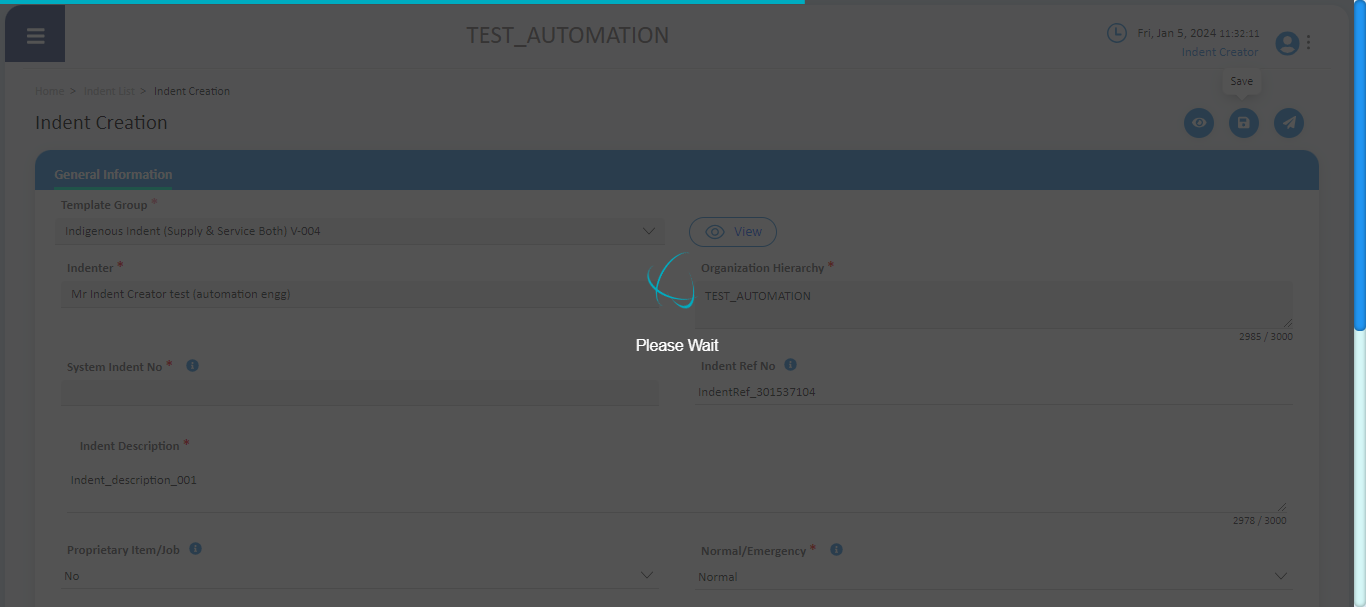 TEST_AUTOMATION
Fri, Jan 5, 2024 11:32:11
Indent Creator
Home > Indent List > Indent Creation
Save
Indent Creation
General Information
Template Group *
Indigenous Indent (Supply & Service Both) V-004
View
Indenter *
Organization Hierarchy *
Mr Indent Creator test (automation engg)
TEST_AUTOMATION
2985 / 3000
Please Wait
System Indent No *
Indent Ref No
IndentRef_301537104
Indent Description *
Indent_description_001
2978 / 3000
Proprietary Item/Job
Normal/Emergency *
No
Normal